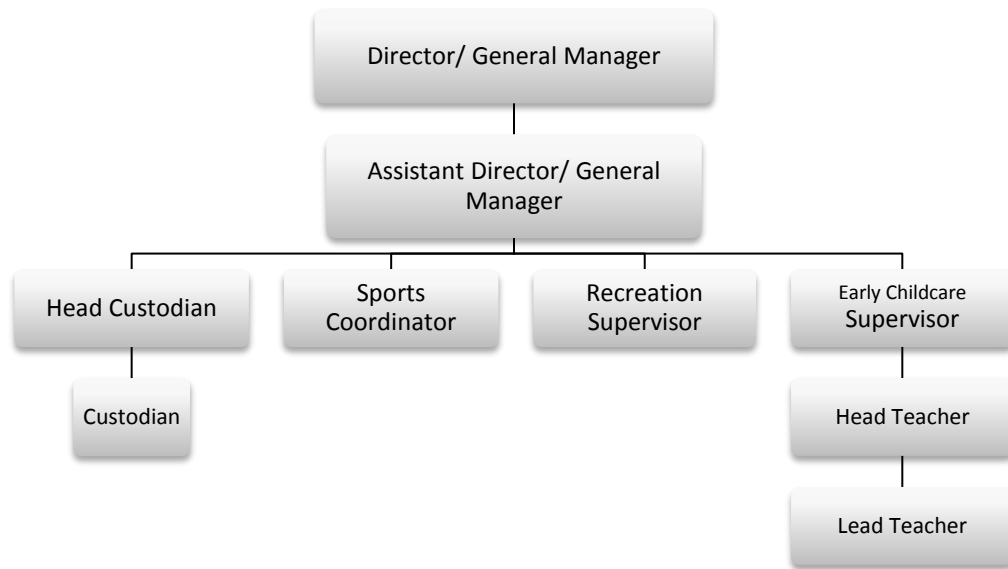 Director/ General Manager
Assistant Director/ General
Manager
Head Custodian
Sports
Coordinator
Recreation
Supervisor
Early Childcare
Supervisor
Custodian
Head Teacher
Lead Teacher